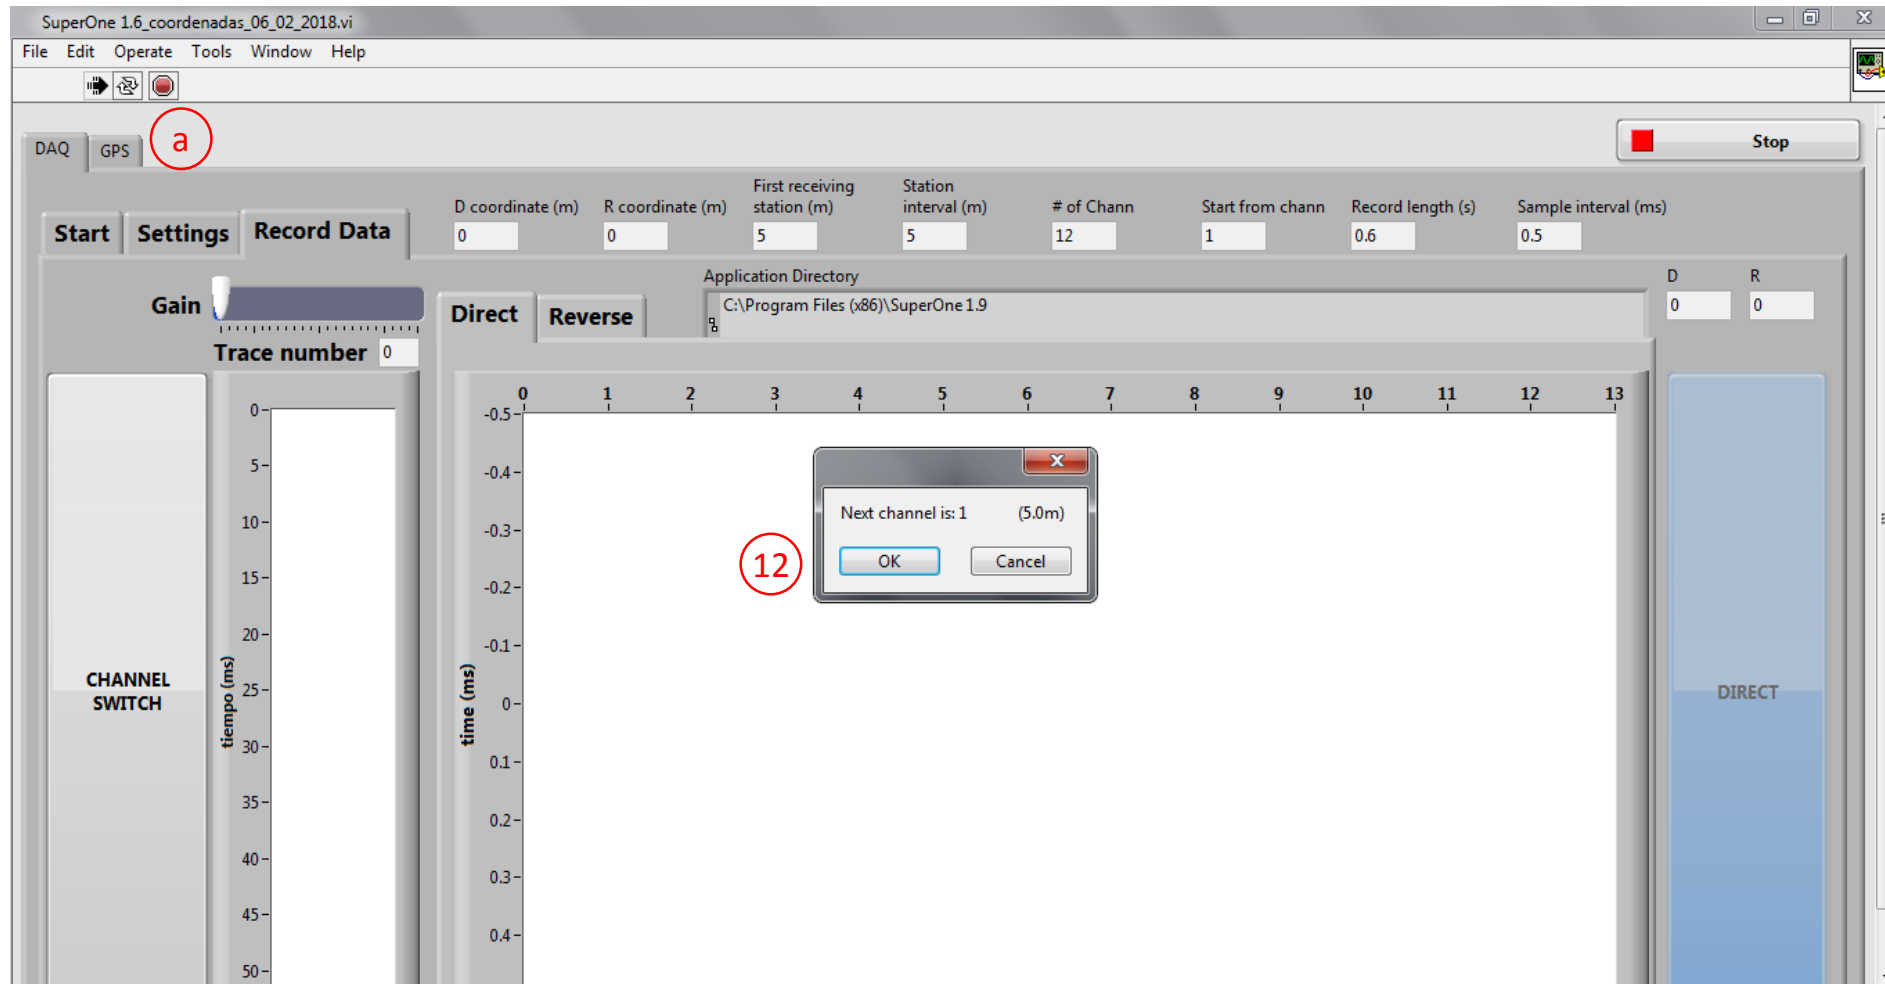 SuperOne 1.6_coordenadas_06_02_2018.vi
File Edit Operate Tools Window Help
DAQ GPS a
Stop
Start Settings Record Data
D coordinate (m)
0
R coordinate (m)
0
First receiving
station (m)
5
Station
interval (m)
5
# of Chann
12
Start from chann
1
Record length (s)
0.6
Sample interval (ms)
0.5
Gain
Trace number 0
Direct Reverse
Application Directory
C:\Program Files (x86)\SuperOne 1.9
D R
0 0
CHANNEL
SWITCH
tiempo (ms)
0
5
10
15
20
25
30
35
40
45
50
time (ms)
0 1 2 3 4 5 6 7 8 9 10 11 12 13
-0.5
-0.4
-0.3
-0.2
-0.1
0
0.1
0.2
0.3
0.4
12
Next channel is: 1 (5.0m)
OK Cancel
DIRECT